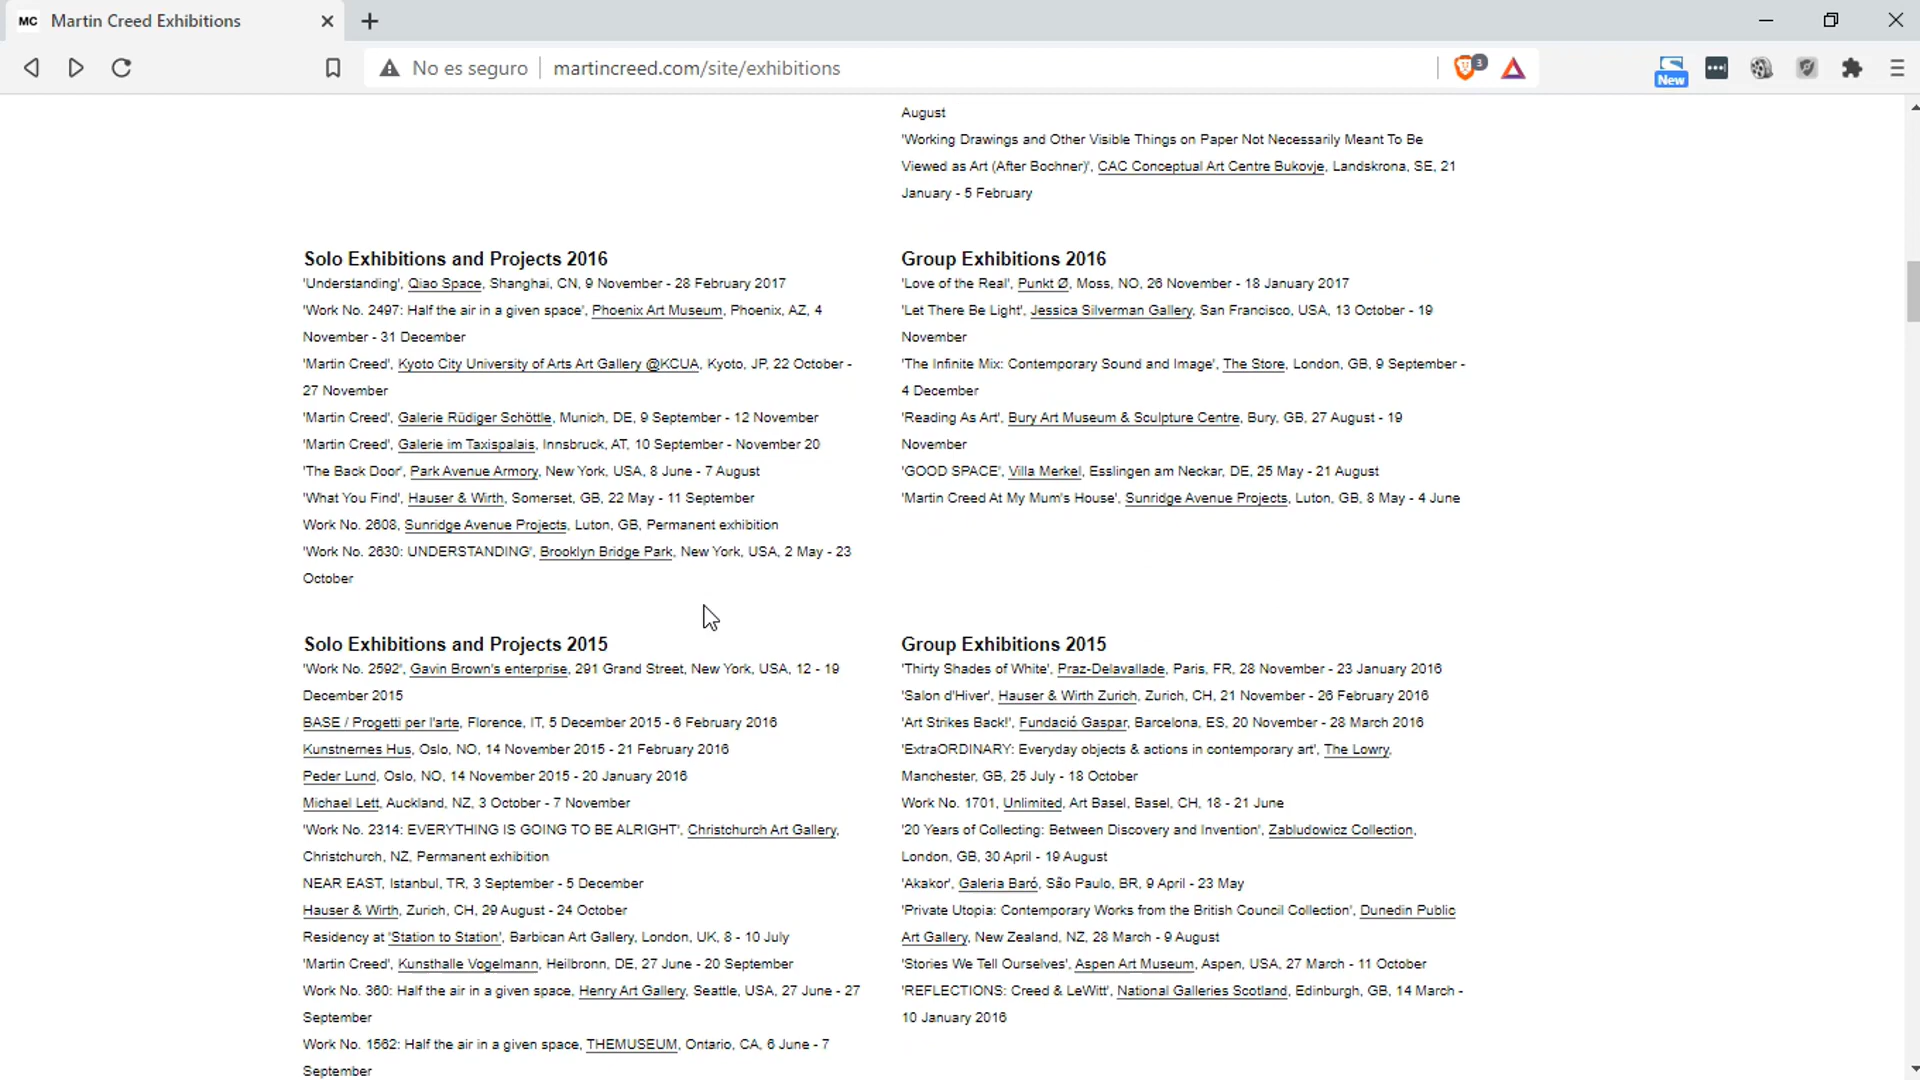 MC Martin Creed Exhibitions
No es seguro martincreed.com/site/exhibitions
3
New
August
'Working Drawings and Other Visible Things on Paper Not Necessarily Meant To Be
Viewed as Art (After Bochner)', CAC Conceptual Art Centre Bukovje, Landskrona, SE, 21
January - 5 February
Solo Exhibitions and Projects 2016
'Understanding', Qiao Space, Shanghai, CN, 9 November - 28 February 2017
'Work No. 2497: Half the air in a given space', Phoenix Art Museum, Phoenix, AZ, 4
November - 31 December
'Martin Creed', Kyoto City University of Arts Art Gallery @KCUA, Kyoto, JP, 22 October -
27 November
'Martin Creed', Galerie Rüdiger Schöttle, Munich, DE, 9 September - 12 November
'Martin Creed', Galerie im Taxispalais, Innsbruck, AT, 10 September - November 20
'The Back Door', Park Avenue Armory, New York, USA, 8 June - 7 August
'What You Find', Hauser & Wirth, Somerset, GB, 22 May - 11 September
Work No. 2608, Sunridge Avenue Projects, Luton, GB, Permanent exhibition
'Work No. 2630: UNDERSTANDING', Brooklyn Bridge Park, New York, USA, 2 May - 23
October
Group Exhibitions 2016
'Love of the Real', Punkt Ø, Moss, NO, 26 November - 18 January 2017
'Let There Be Light', Jessica Silverman Gallery, San Francisco, USA, 13 October - 19
November
'The Infinite Mix: Contemporary Sound and Image', The Store, London, GB, 9 September -
4 December
'Reading As Art', Bury Art Museum & Sculpture Centre, Bury, GB, 27 August - 19
November
'GOOD SPACE', Villa Merkel, Esslingen am Neckar, DE, 25 May - 21 August
'Martin Creed At My Mum's House', Sunridge Avenue Projects, Luton, GB, 8 May - 4 June
Solo Exhibitions and Projects 2015
'Work No. 2592', Gavin Brown's enterprise, 291 Grand Street, New York, USA, 12 - 19
December 2015
BASE / Progetti per l'arte, Florence, IT, 5 December 2015 - 6 February 2016
Kunstnernes Hus, Oslo, NO, 14 November 2015 - 21 February 2016
Peder Lund, Oslo, NO, 14 November 2015 - 20 January 2016
Michael Lett, Auckland, NZ, 3 October - 7 November
'Work No. 2314: EVERYTHING IS GOING TO BE ALRIGHT', Christchurch Art Gallery,
Christchurch, NZ, Permanent exhibition
NEAR EAST, Istanbul, TR, 3 September - 5 December
Hauser & Wirth, Zurich, CH, 29 August - 24 October
Residency at 'Station to Station', Barbican Art Gallery, London, UK, 8 - 10 July
'Martin Creed', Kunsthalle Vogelmann, Heilbronn, DE, 27 June - 20 September
Work No. 360: Half the air in a given space, Henry Art Gallery, Seattle, USA, 27 June - 27
September
Work No. 1562: Half the air in a given space, THEMUSEUM, Ontario, CA, 6 June - 7
September
Group Exhibitions 2015
'Thirty Shades of White', Praz-Delavallade, Paris, FR, 28 November - 23 January 2016
'Salon d'Hiver', Hauser & Wirth Zurich, Zurich, CH, 21 November - 26 February 2016
'Art Strikes Back!', Fundació Gaspar, Barcelona, ES, 20 November - 28 March 2016
'ExtraORDINARY: Everyday objects & actions in contemporary art', The Lowry,
Manchester, GB, 25 July - 18 October
Work No. 1701, Unlimited, Art Basel, Basel, CH, 18 - 21 June
'20 Years of Collecting: Between Discovery and Invention', Zabludowicz Collection,
London, GB, 30 April - 19 August
'Akakor', Galeria Baró, São Paulo, BR, 9 April - 23 May
'Private Utopia: Contemporary Works from the British Council Collection', Dunedin Public
Art Gallery, New Zealand, NZ, 28 March - 9 August
'Stories We Tell Ourselves', Aspen Art Museum, Aspen, USA, 27 March - 11 October
'REFLECTIONS: Creed & LeWitt', National Galleries Scotland, Edinburgh, GB, 14 March -
10 January 2016